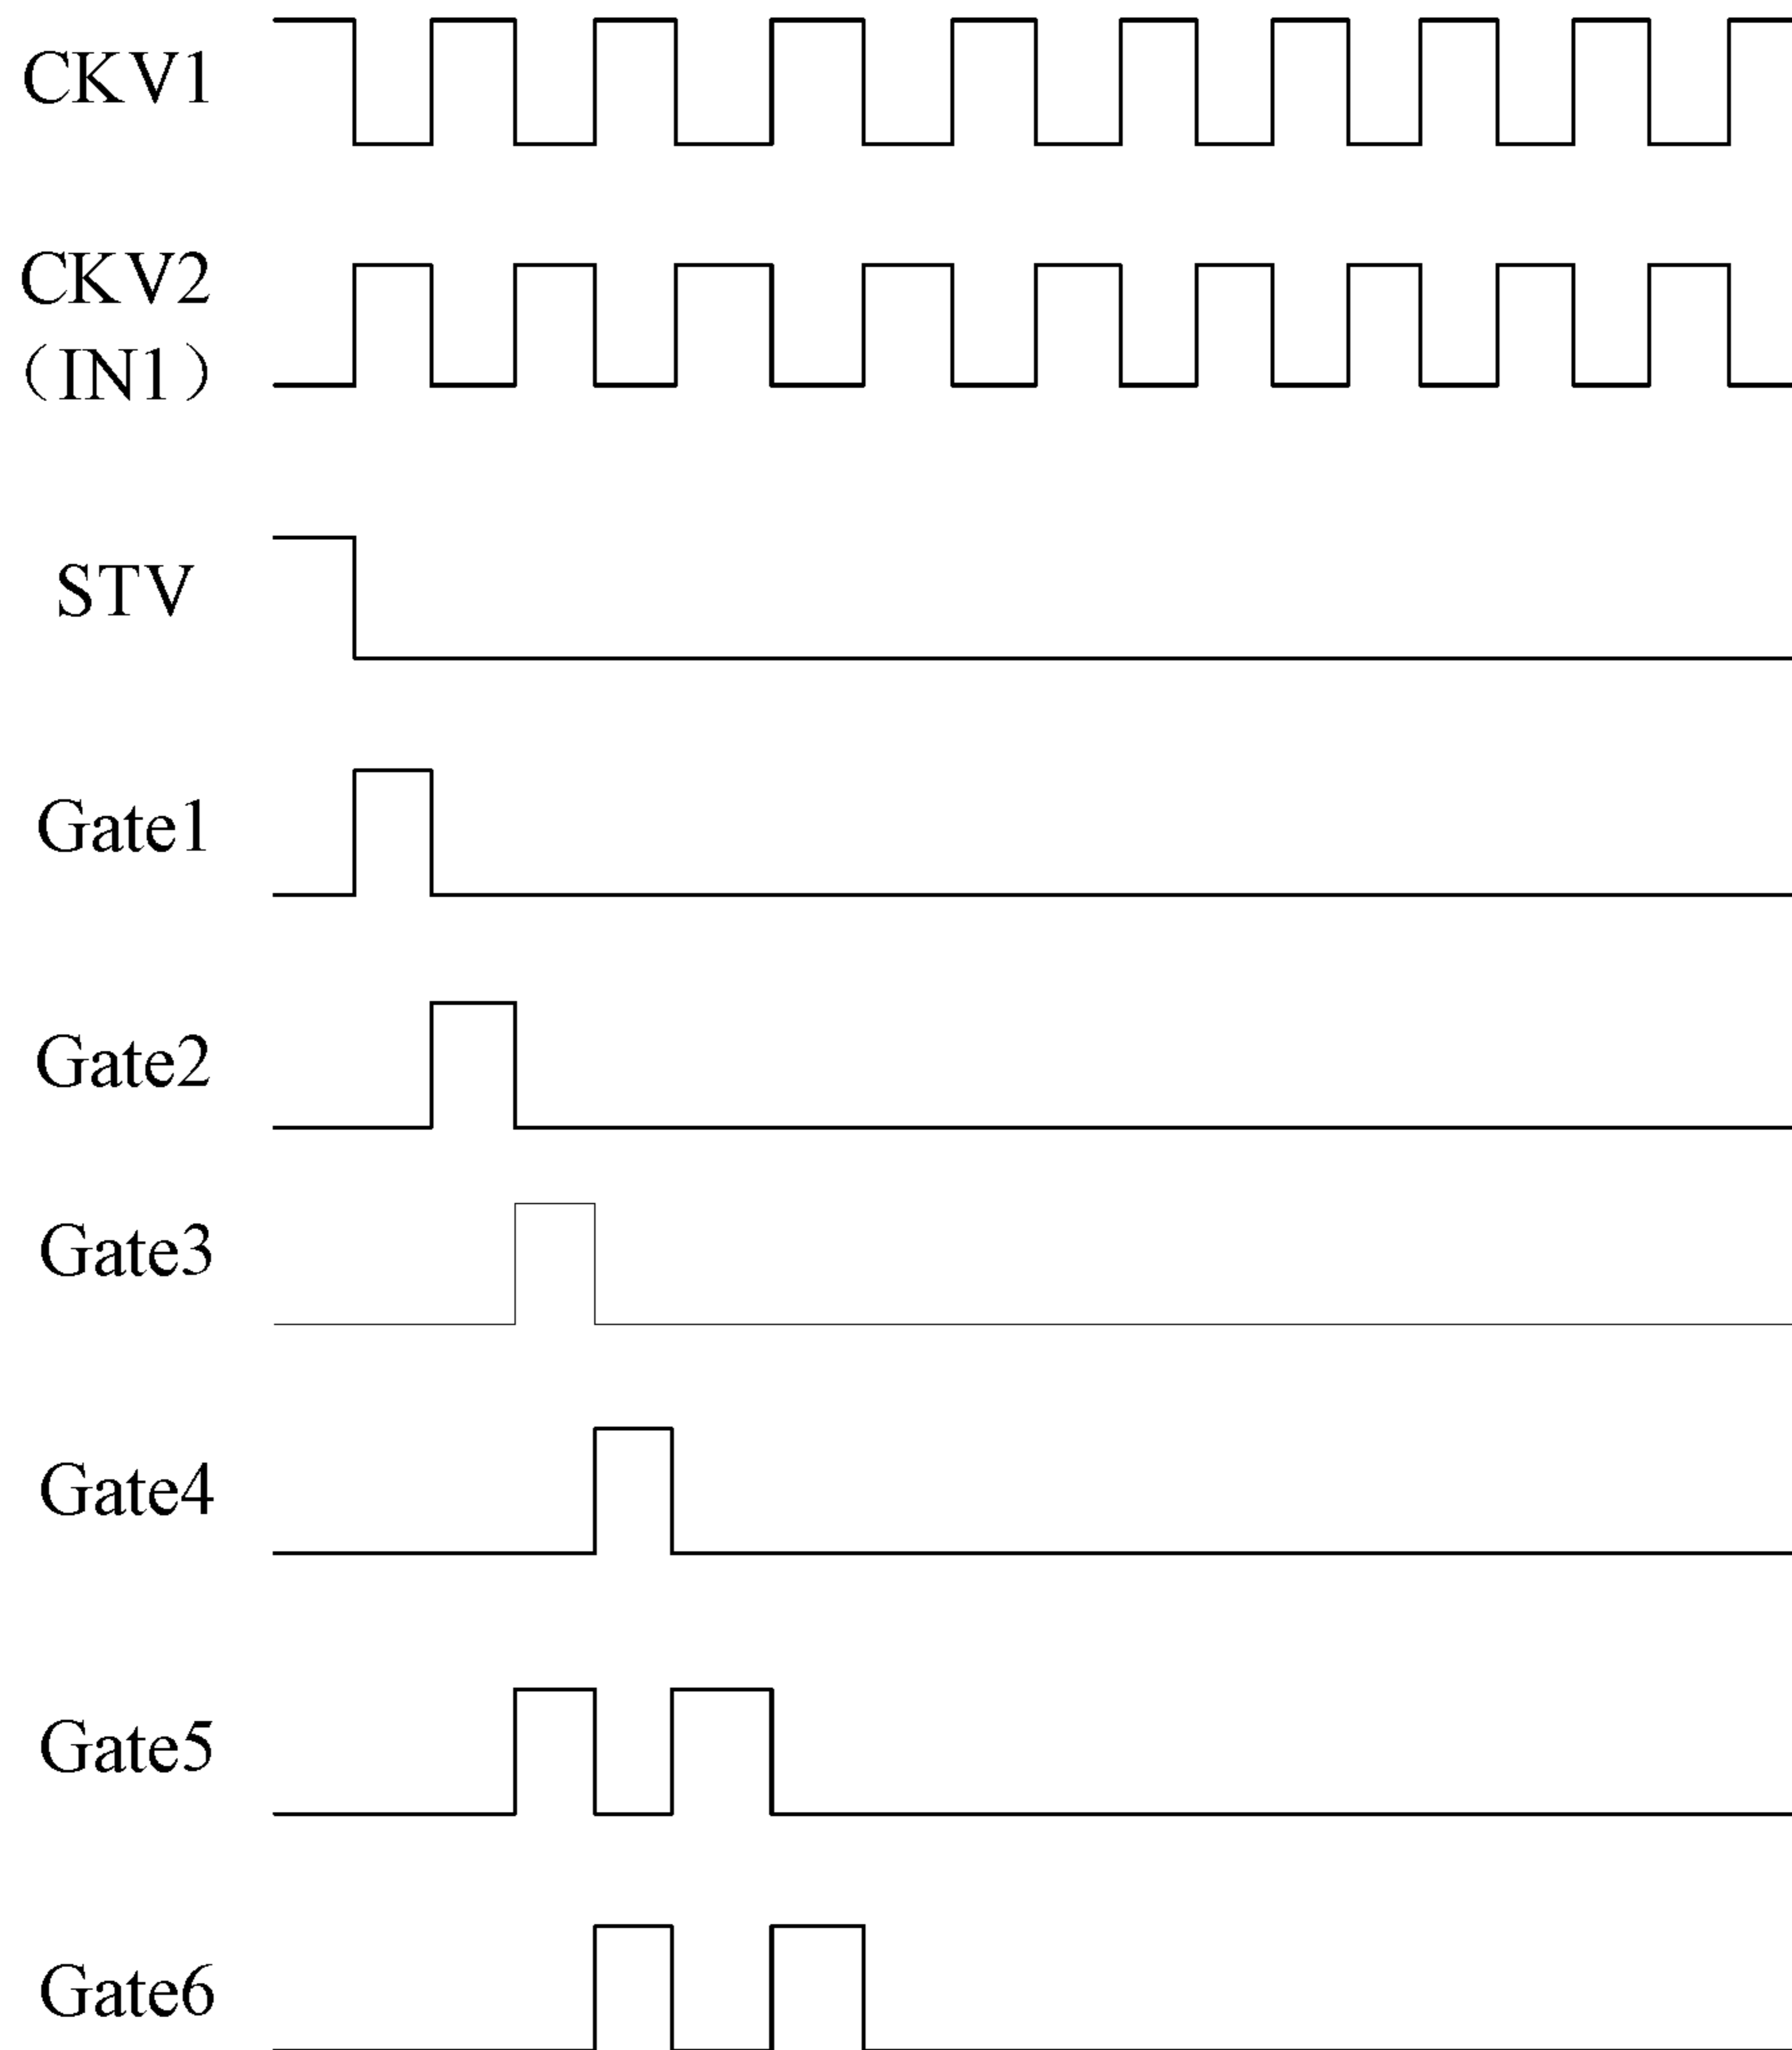 CKV1
CKV2
（IN1）
STV
Gate1
Gate2
Gate3
Gate4
Gate5
Gate6